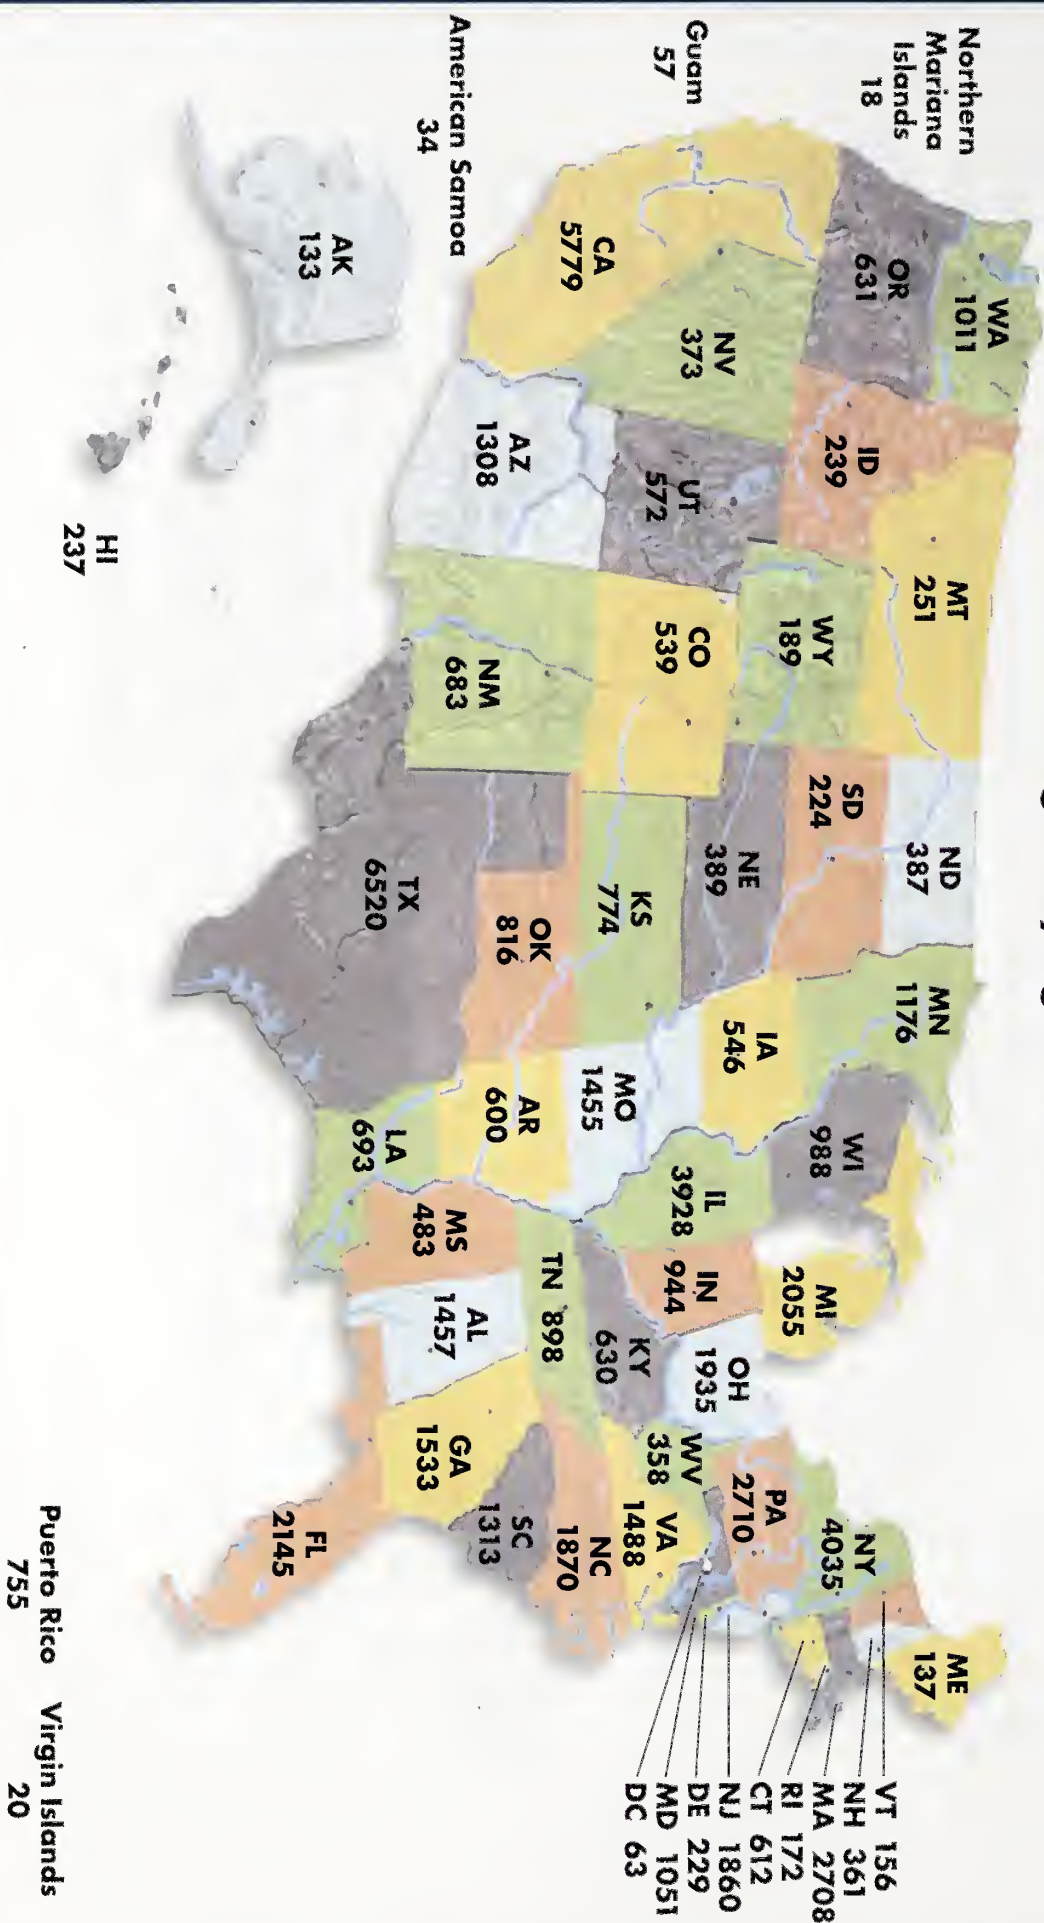 Northern
Mariana
Islands
18
Guam
57
American Samoa
34
WA
1011
OR
631
CA
5779
NV
373
ID
239
MT
251
WY
189
UT
572
AZ
1308
CO
539
NM
683
ND
387
SD
224
NE
389
KS
774
OK
816
TX
6520
MN
1176
IA
546
MO
1455
AR
600
LA
693
WI
988
IL
3928
MI
2055
IN
944
OH
1935
KY
630
TN 898
MS
483
AL
1457
GA
1533
FL
2145
SC
1313
NC
1870
VA
1488
WV
358
PA
2710
NY
4035
ME
137
VT 156
NH 361
MA 2708
RI 172
CT 612
NJ 1860
DE 229
MD 1051
DC 63
AK
133
HI
237
Puerto Rico
755
Virgin Islands
20